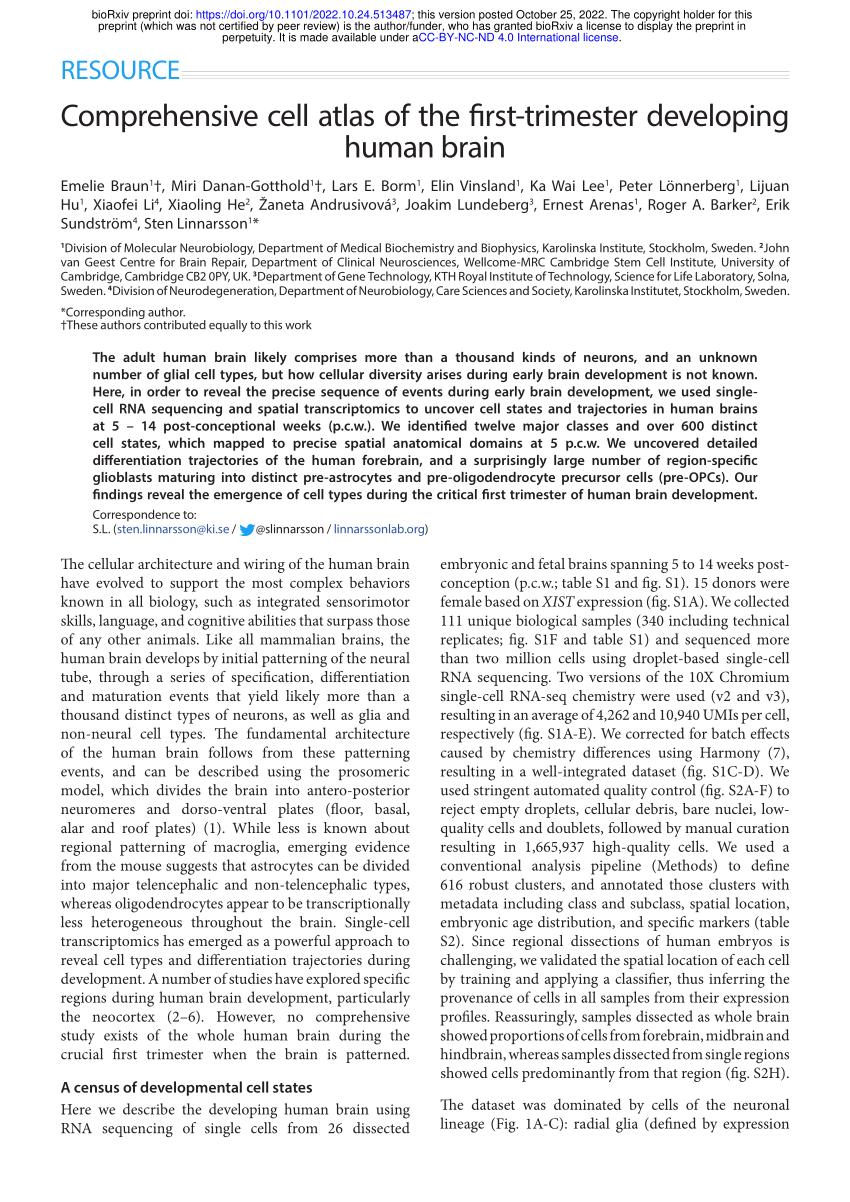 bioRxiv preprint doi: https://doi.org/10.1101/2022.10.24.513487; this version posted October 25, 2022. The copyright holder for this
preprint (which was not certified by peer review) is the author/funder, who has granted bioRxiv a license to display the preprint in
perpetuity. It is made available under aCC-BY-NC-ND 4.0 International license.
RESOURCE
Comprehensive cell atlas of the first-trimester developing
human brain
Emelie Braun¹†, Miri Danan-Gotthold¹†, Lars E. Borm¹, Elin Vinsland¹, Ka Wai Lee¹, Peter Lönnerberg¹, Lijuan
Hu¹, Xiaofei Li⁴, Xiaoling He², Žaneta Andrusivová³, Joakim Lundeberg³, Ernest Arenas¹, Roger A. Barker², Erik
Sundström⁴, Sten Linnarsson¹*
¹Division of Molecular Neurobiology, Department of Medical Biochemistry and Biophysics, Karolinska Institute, Stockholm, Sweden. ²John
van Geest Centre for Brain Repair, Department of Clinical Neurosciences, Wellcome-MRC Cambridge Stem Cell Institute, University of
Cambridge, Cambridge CB2 0PY, UK. ³Department of Gene Technology, KTH Royal Institute of Technology, Science for Life Laboratory, Solna,
Sweden. ⁴Division of Neurodegeneration, Department of Neurobiology, Care Sciences and Society, Karolinska Institutet, Stockholm, Sweden.
*Corresponding author.
†These authors contributed equally to this work
The adult human brain likely comprises more than a thousand kinds of neurons, and an unknown
number of glial cell types, but how cellular diversity arises during early brain development is not known.
Here, in order to reveal the precise sequence of events during early brain development, we used single-
cell RNA sequencing and spatial transcriptomics to uncover cell states and trajectories in human brains
at 5 – 14 post-conceptional weeks (p.c.w.). We identified twelve major classes and over 600 distinct
cell states, which mapped to precise spatial anatomical domains at 5 p.c.w. We uncovered detailed
differentiation trajectories of the human forebrain, and a surprisingly large number of region-specific
glioblasts maturing into distinct pre-astrocytes and pre-oligodendrocyte precursor cells (pre-OPCs). Our
findings reveal the emergence of cell types during the critical first trimester of human brain development.
Correspondence to:
S.L. (sten.linnarsson@ki.se / @slinnarsson / linnarssonlab.org)
The cellular architecture and wiring of the human brain
have evolved to support the most complex behaviors
known in all biology, such as integrated sensorimotor
skills, language, and cognitive abilities that surpass those
of any other animals. Like all mammalian brains, the
human brain develops by initial patterning of the neural
tube, through a series of specification, differentiation
and maturation events that yield likely more than a
thousand distinct types of neurons, as well as glia and
non-neural cell types. The fundamental architecture
of the human brain follows from these patterning
events, and can be described using the prosomeric
model, which divides the brain into antero-posterior
neuromeres and dorso-ventral plates (floor, basal,
alar and roof plates) (1). While less is known about
regional patterning of macroglia, emerging evidence
from the mouse suggests that astrocytes can be divided
into major telencephalic and non-telencephalic types,
whereas oligodendrocytes appear to be transcriptionally
less heterogeneous throughout the brain. Single-cell
transcriptomics has emerged as a powerful approach to
reveal cell types and differentiation trajectories during
development. A number of studies have explored specific
regions during human brain development, particularly
the neocortex (2–6). However, no comprehensive
study exists of the whole human brain during the
crucial first trimester when the brain is patterned.
A census of developmental cell states
Here we describe the developing human brain using
RNA sequencing of single cells from 26 dissected
embryonic and fetal brains spanning 5 to 14 weeks post-
conception (p.c.w.; table S1 and fig. S1). 15 donors were
female based on XIST expression (fig. S1A). We collected
111 unique biological samples (340 including technical
replicates; fig. S1F and table S1) and sequenced more
than two million cells using droplet-based single-cell
RNA sequencing. Two versions of the 10X Chromium
single-cell RNA-seq chemistry were used (v2 and v3),
resulting in an average of 4,262 and 10,940 UMIs per cell,
respectively (fig. S1A-E). We corrected for batch effects
caused by chemistry differences using Harmony (7),
resulting in a well-integrated dataset (fig. S1C-D). We
used stringent automated quality control (fig. S2A-F) to
reject empty droplets, cellular debris, bare nuclei, low-
quality cells and doublets, followed by manual curation
resulting in 1,665,937 high-quality cells. We used a
conventional analysis pipeline (Methods) to define
616 robust clusters, and annotated those clusters with
metadata including class and subclass, spatial location,
embryonic age distribution, and specific markers (table
S2). Since regional dissections of human embryos is
challenging, we validated the spatial location of each cell
by training and applying a classifier, thus inferring the
provenance of cells in all samples from their expression
profiles. Reassuringly, samples dissected as whole brain
showed proportions of cells from forebrain, midbrain and
hindbrain, whereas samples dissected from single regions
showed cells predominantly from that region (fig. S2H).
The dataset was dominated by cells of the neuronal
lineage (Fig. 1A-C): radial glia (defined by expression